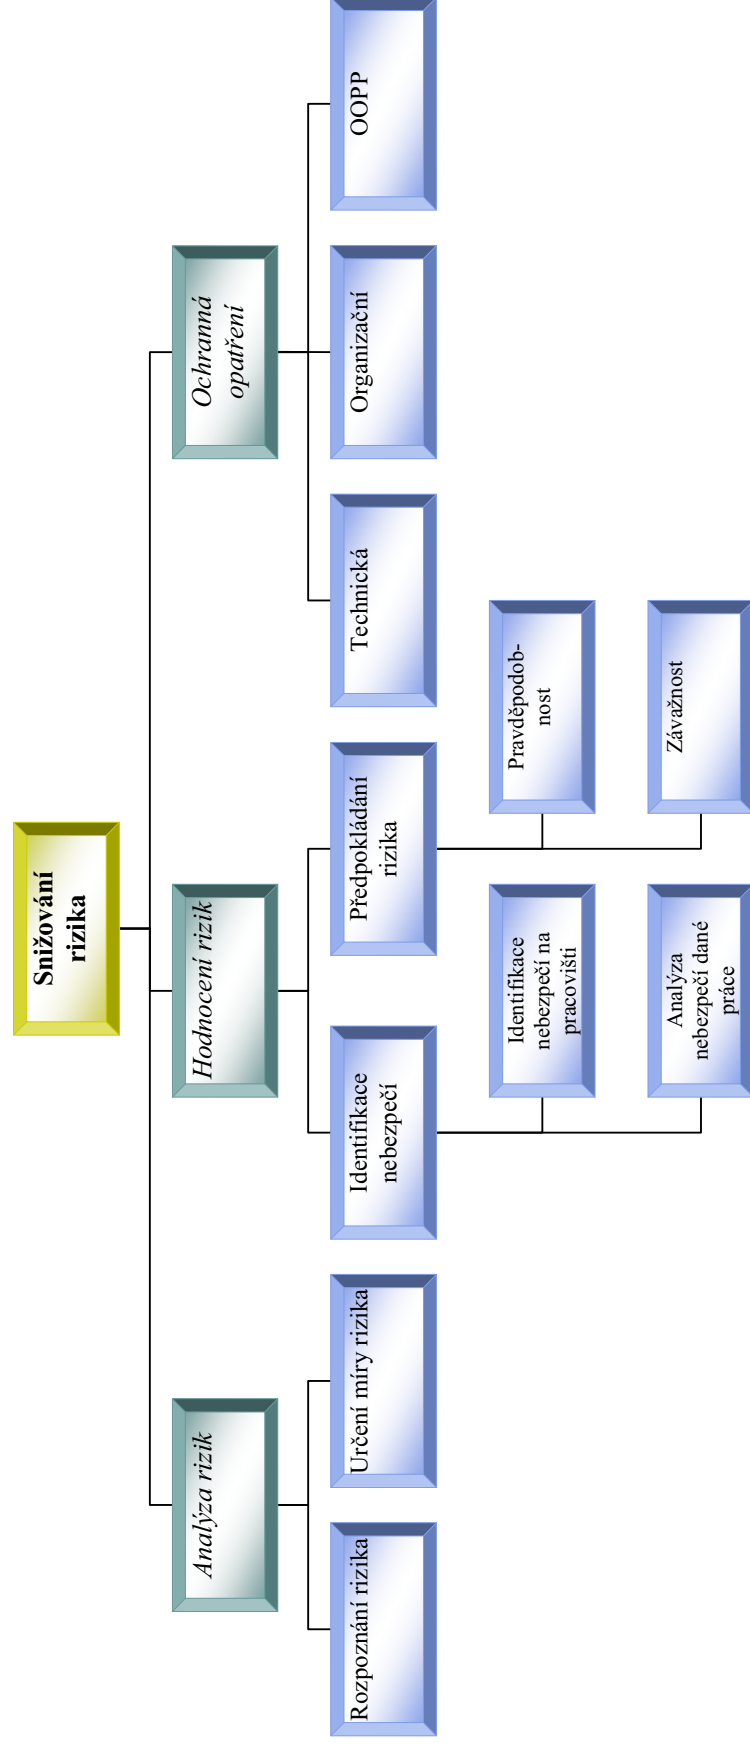 Snižování
rizika
Analýza rizik
Hodnocení rizik
Ochranná
opatření
Rozpoznání rizika
Určení míry rizika
Identifikace
nebezpečí
Předpokládání
rizika
Technická
Organizační
OOPP
Identifikace
nebezpečí na
pracovišti
Pravděpodob-
nost
Analýza
nebezpečí dané
práce
Závažnost